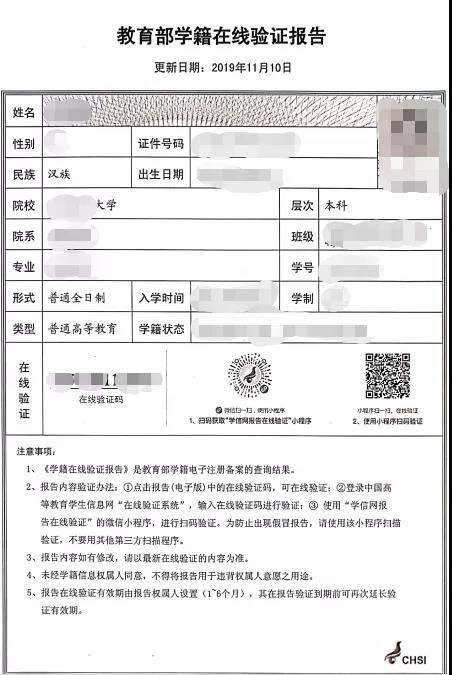 教育部学籍在线验证报告
更新日期：2019年11月10日
姓名
性别 证件号码
民族 汉族 出生日期
院校 大学 层次 本科
院系 班级
专业 学号
形式 普通全日制 入学时间 学制
类型 普通高等教育 学籍状态
在线验证
在线验证码
微信扫一扫，使用小程序
1、扫码获取"学信网报告在线验证"小程序
小程序扫一扫，在线验证
2、使用小程序扫码验证
注意事项：
1、《学籍在线验证报告》是教育部学籍电子注册备案的查询结果。
2、报告内容验证办法：①点击报告(电子版)中的在线验证码，可在线验证；②登录中国高
等教育学生信息网"在线验证系统"，输入在线验证码进行验证；③ 使用"学信网报
告在线验证"的微信小程序，进行扫码验证。为防止出现假冒报告，请使用该小程序扫描
验证，不要用其他第三方扫描程序。
3、报告内容如有修改，请以最新在线验证的内容为准。
4、未经学籍信息权属人同意，不得将报告用于违背权属人意愿之用途。
5、报告在线验证有效期由报告权属人设置（1~6个月），其在报告验证到期前可再次延长验
证有效期。
CHSI